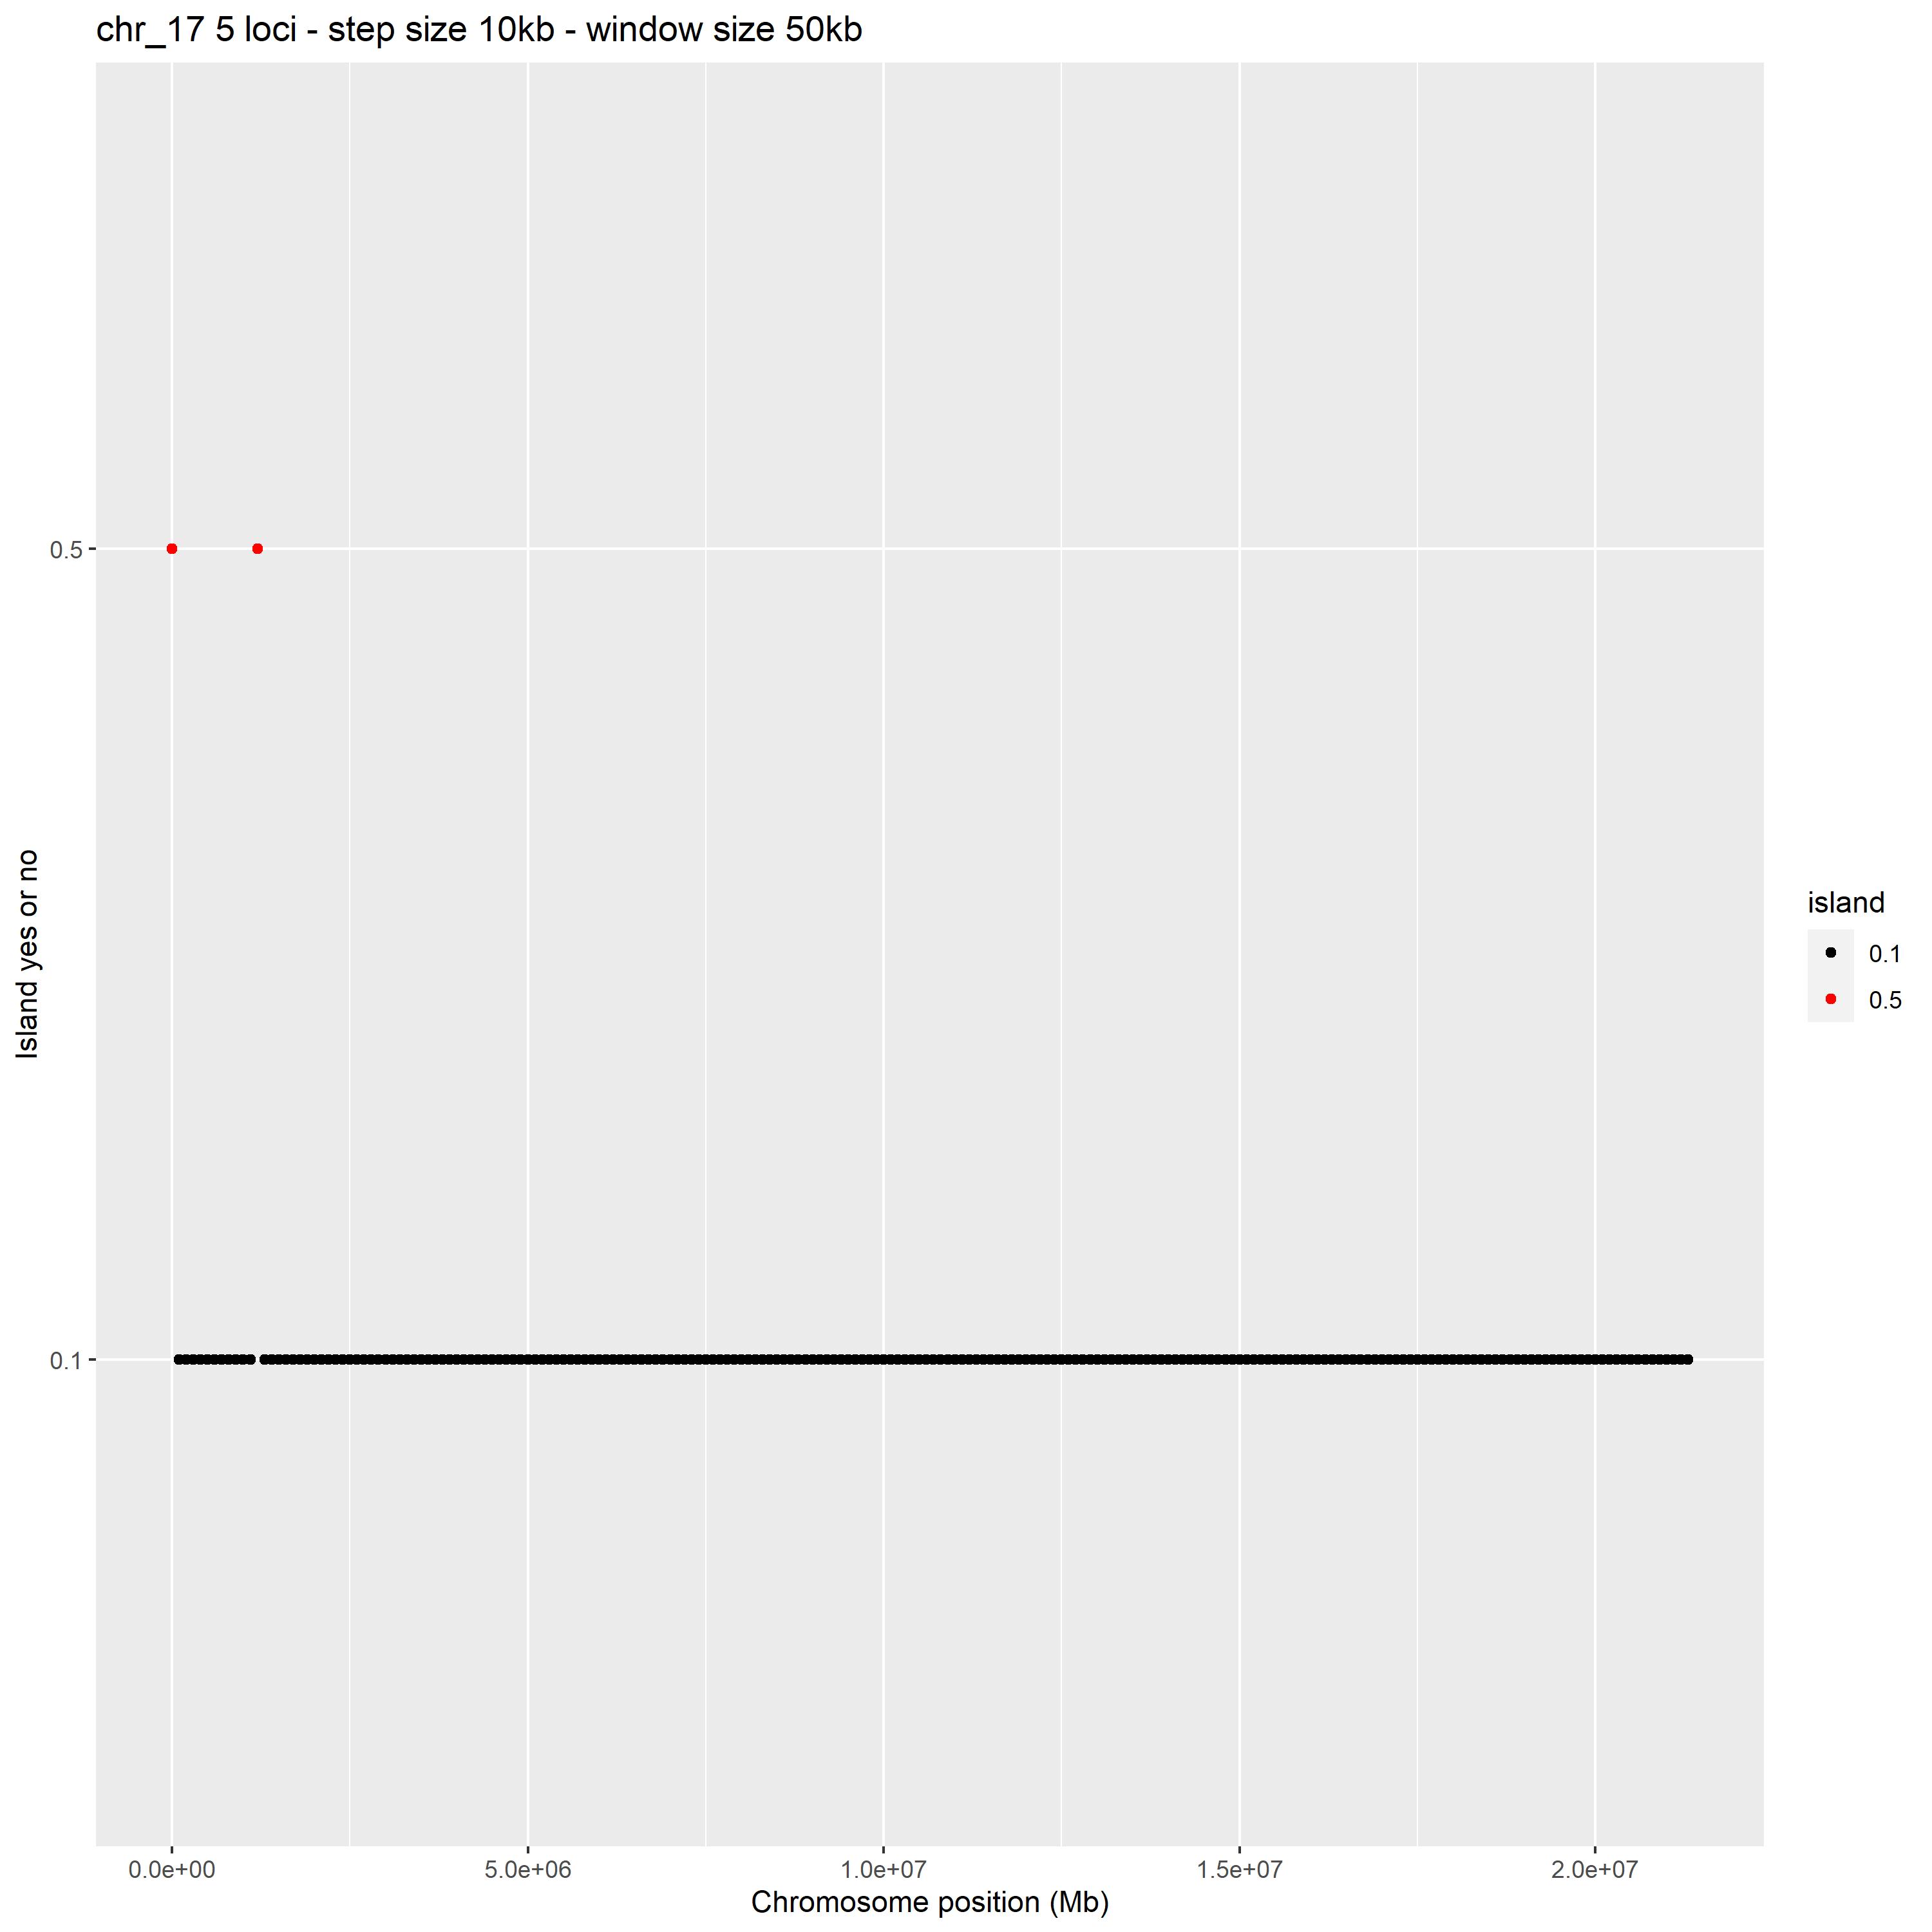 chr_17 5 loci - step size 10kb - window size 50kb
Island yes or no
0.5
0.1
0.0e+00 5.0e+06 1.0e+07 1.5e+07 2.0e+07
Chromosome position (Mb)
island
0.1
0.5